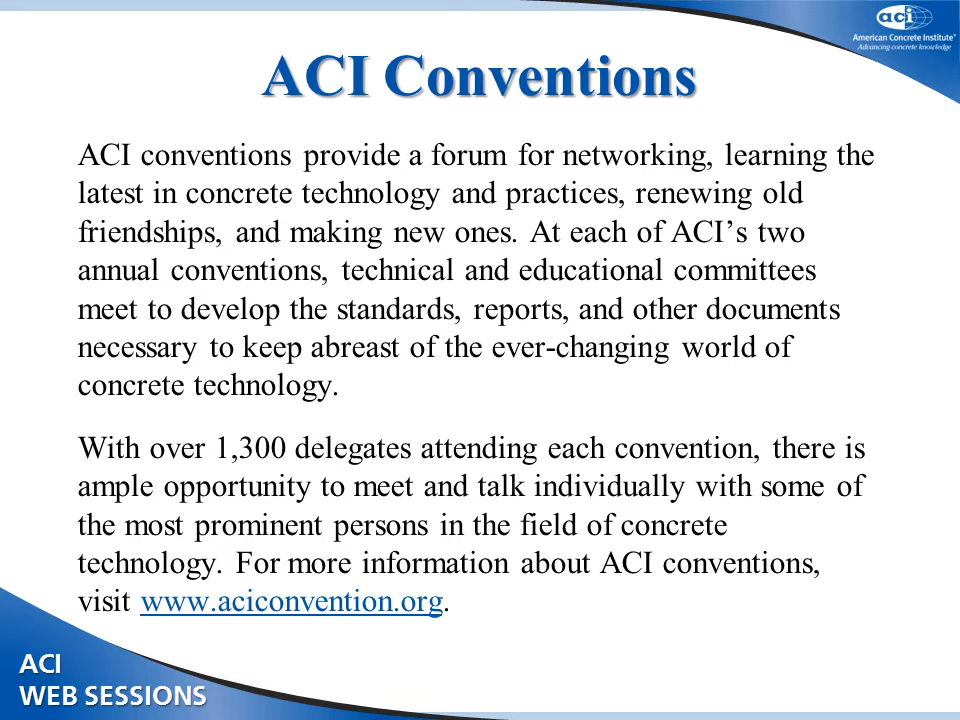 aci
American Concrete Institute®
Advancing concrete knowledge
ACI Conventions
ACI conventions provide a forum for networking, learning the
latest in concrete technology and practices, renewing old
friendships, and making new ones. At each of ACI’s two
annual conventions, technical and educational committees
meet to develop the standards, reports, and other documents
necessary to keep abreast of the ever-changing world of
concrete technology.
With over 1,300 delegates attending each convention, there is
ample opportunity to meet and talk individually with some of
the most prominent persons in the field of concrete
technology. For more information about ACI conventions,
visit www.aciconvention.org.
ACI
WEB SESSIONS